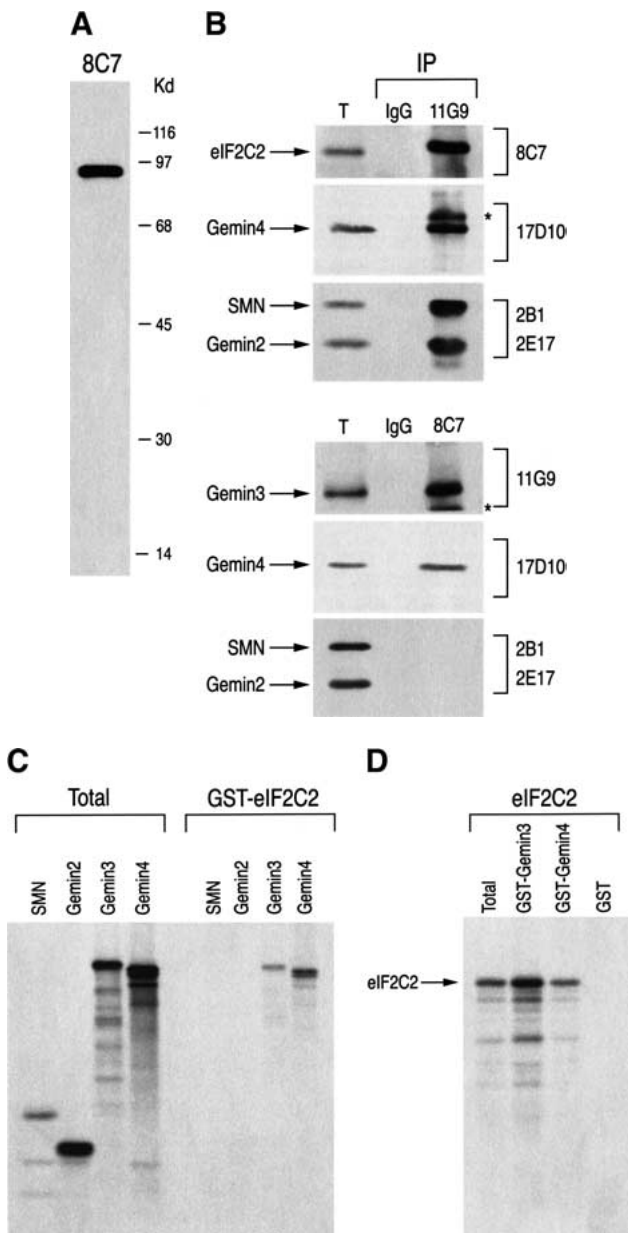 A
8C7
Kd
116
97
68
45
30
14
B
IP
T IgG 11G9
eIF2C2 8C7
Gemin4 * 17D10
SMN 2B1
Gemin2 2E17
T IgG 8C7
Gemin3 * 11G9
Gemin4 17D10
SMN 2B1
Gemin2 2E17
C
Total GST-eIF2C2
SMN Gemin2 Gemin3 Gemin4 SMN Gemin2 Gemin3 Gemin4
D
eIF2C2
Total GST-Gemin3 GST-Gemin4 GST
eIF2C2